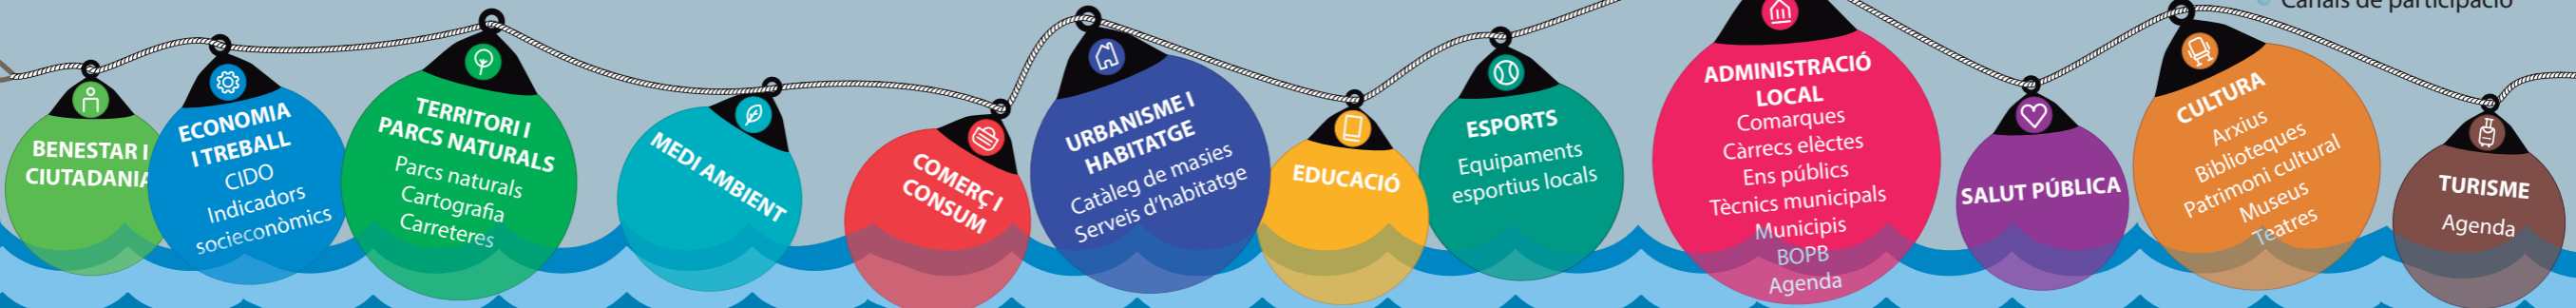 Canals de participació
BENESTAR I
CIUTADANIA
ECONOMIA
I TREBALL
CIDO
Indicadors
socieconòmics
TERRITORI I
PARCS NATURALS
Parcs naturals
Cartografia
Carreteres
MEDI AMBIENT
COMERÇ I
CONSUM
URBANISME I
HABITATGE
Catàleg de masies
Serveis d'habitatge
EDUCACIÓ
ESPORTS
Equipaments
esportius locals
ADMINISTRACIÓ
LOCAL
Comarques
Càrrecs elèctes
Ens públics
Tècnics municipals
Municipis
BOPB
Agenda
SALUT PÚBLICA
CULTURA
Arxius
Biblioteques
Patrimoni cultural
Museus
Teatres
TURISME
Agenda